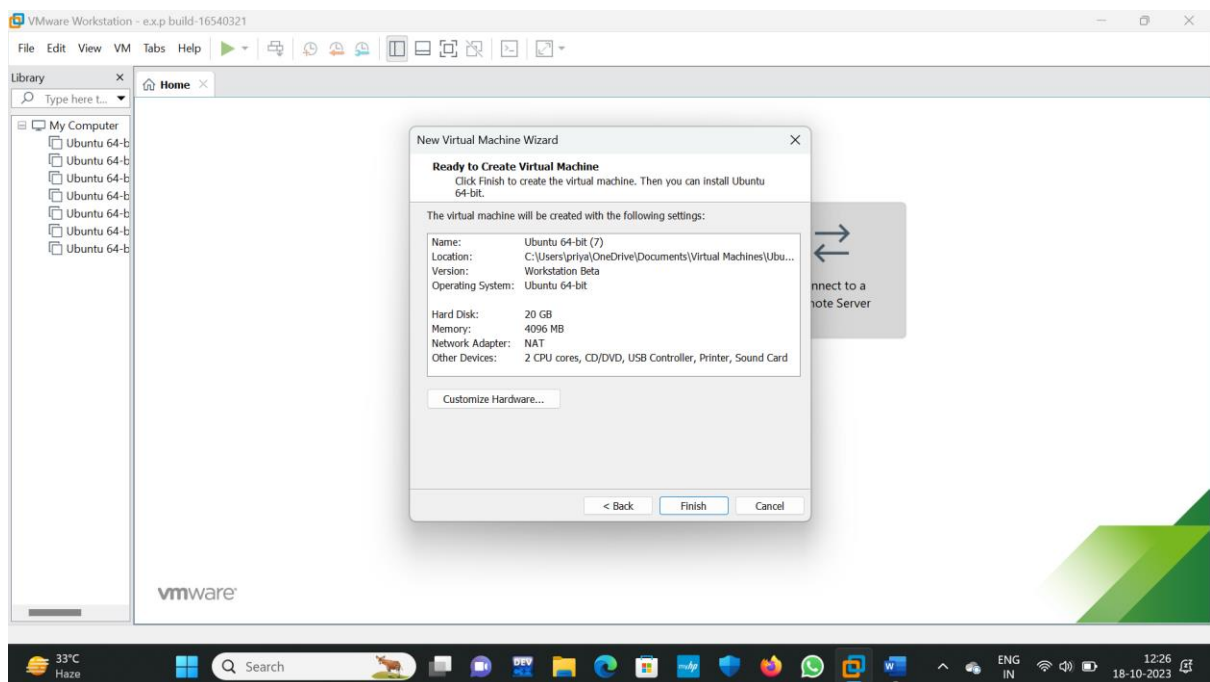 VMware Workstation - e.x.p build-16540321
File Edit View VM Tabs Help
Library
Home
Type here t...
My Computer
Ubuntu 64-b
Ubuntu 64-b
Ubuntu 64-b
Ubuntu 64-b
Ubuntu 64-b
Ubuntu 64-b
Ubuntu 64-b
New Virtual Machine Wizard
Ready to Create Virtual Machine
Click Finish to create the virtual machine. Then you can install Ubuntu
64-bit.
The virtual machine will be created with the following settings:
Name: Ubuntu 64-bit (7)
Location: C:\Users\priya\OneDrive\Documents\Virtual Machines\Ubu...
Version: Workstation Beta
Operating System: Ubuntu 64-bit
Hard Disk: 20 GB
Memory: 4096 MB
Network Adapter: NAT
Other Devices: 2 CPU cores, CD/DVD, USB Controller, Printer, Sound Card
Customize Hardware...
< Back Finish Cancel
nnect to a
note Server
vmware
33°C
Haze
Search
DEV
myhp
W
ENG
IN
12:26
18-10-2023